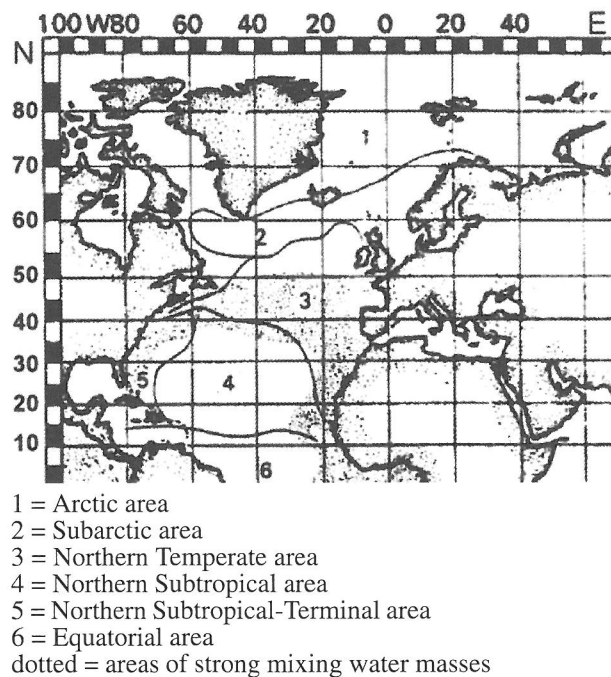 100 W 80 60 40 20 0 20 40 E
N
80
1
70
60
2
50
3
40
30
5 4
20
10
6
1 = Arctic area
2 = Subarctic area
3 = Northern Temperate area
4 = Northern Subtropical area
5 = Northern Subtropical-Terminal area
6 = Equatorial area
dotted = areas of strong mixing water masses